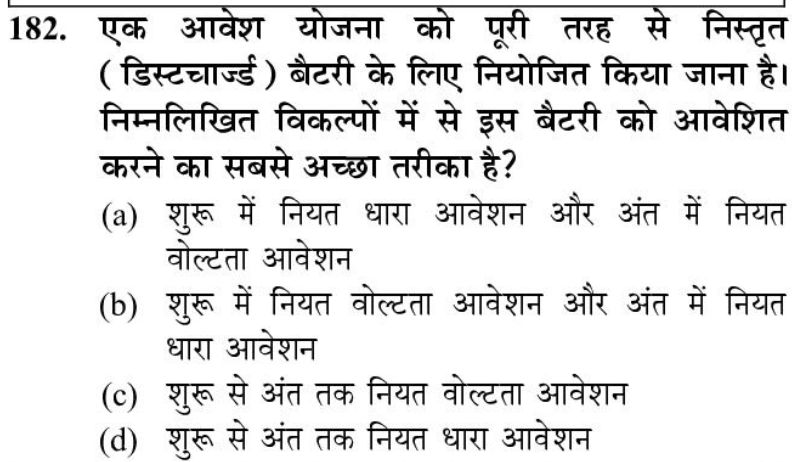 182. एक आवेश योजना को पूरी तरह से निस्तृत
( डिस्टचार्ज्ड ) बैटरी के लिए नियोजित किया जाना है।
निम्नलिखित विकल्पों में से इस बैटरी को आवेशित
करने का सबसे अच्छा तरीका है?
(a) शुरू में नियत धारा आवेशन और अंत में नियत
वोल्टता आवेशन
(b) शुरू में नियत वोल्टता आवेशन और अंत में नियत
धारा आवेशन
(c) शुरू से अंत तक नियत वोल्टता आवेशन
(d) शुरू से अंत तक नियत धारा आवेशन